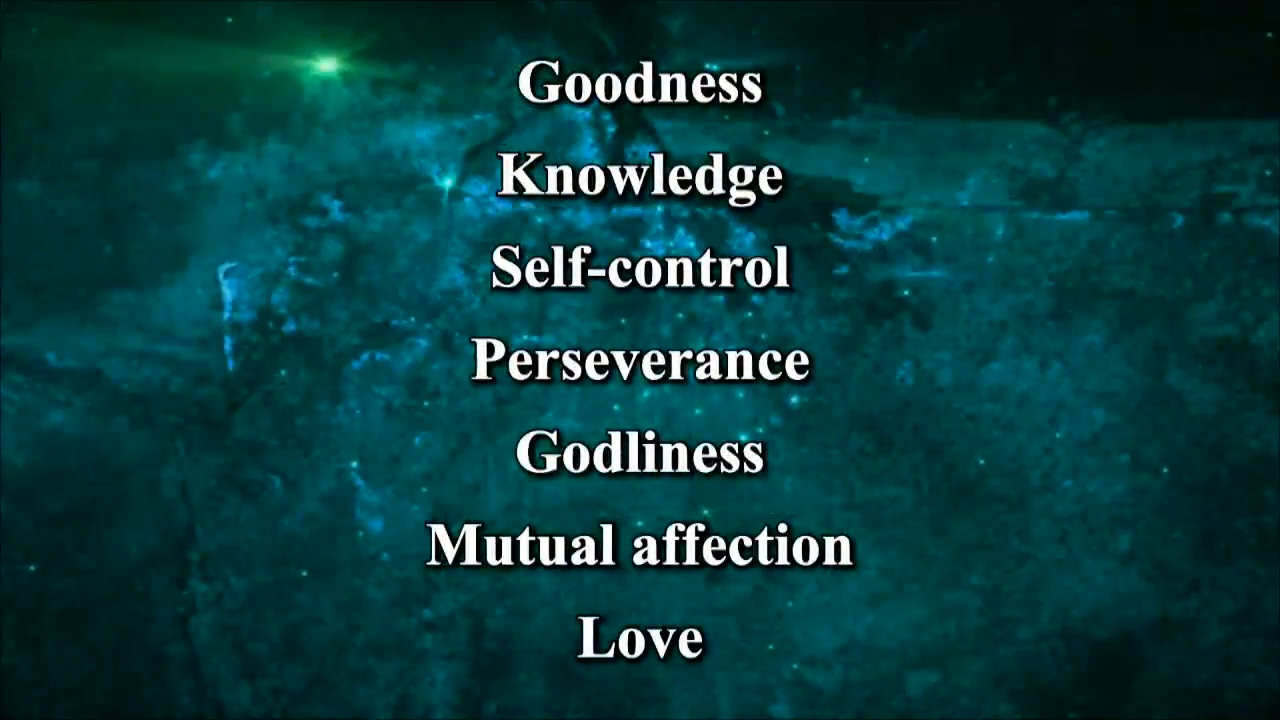 Goodness
Knowledge
Self-control
Perseverance
Godliness
Mutual affection
Love